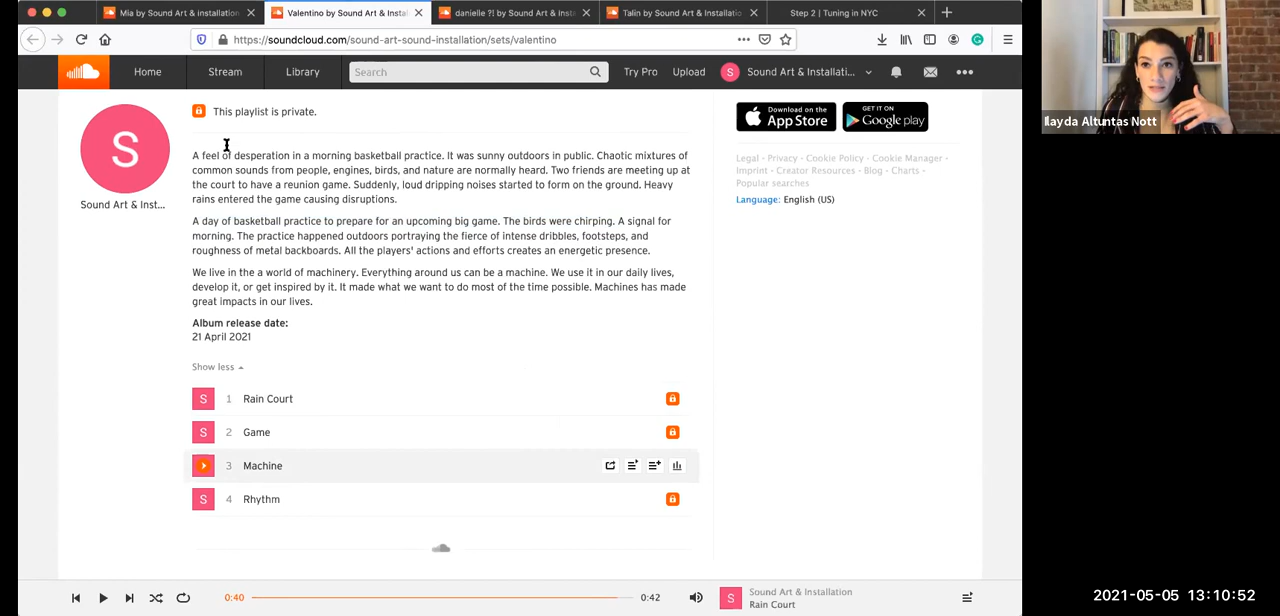 Mia by Sound Art & installation
Valentino by Sound Art & Instal
danielle ?! by Sound Art & Insta
Talin by Sound Art & Installatio
Step 2 | Tuning in NYC
https://soundcloud.com/sound-art-sound-installation/sets/valentino
Home
Stream
Library
Search
Try Pro
Upload
S
Sound Art & Installati...
S
Sound Art & Inst...
This playlist is private.
A feel of desperation in a morning basketball practice. It was sunny outdoors in public. Chaotic mixtures of
common sounds from people, engines, birds, and nature are normally heard. Two friends are meeting up at
the court to have a reunion game. Suddenly, loud dripping noises started to form on the ground. Heavy
rains entered the game causing disruptions.
A day of basketball practice to prepare for an upcoming big game. The birds were chirping. A signal for
morning. The practice happened outdoors portraying the fierce of intense dribbles, footsteps, and
roughness of metal backboards. All the players' actions and efforts creates an energetic presence.
We live in the a world of machinery. Everything around us can be a machine. We use it in our daily lives,
develop it, or get inspired by it. It made what we want to do most of the time possible. Machines has made
great impacts in our lives.
Album release date:
21 April 2021
Show less
S 1 Rain Court
S 2 Game
3 Machine
S 4 Rhythm
Download on the
App Store
GET IT ON
Google play
Legal - Privacy - Cookie Policy - Cookie Manager -
Imprint - Creator Resources - Blog - Charts -
Popular searches
Language: English (US)
0:40
0:42
S
Sound Art & Installation
Rain Court
Ilayda Altuntas Nott
2021-05-05 13:10:52